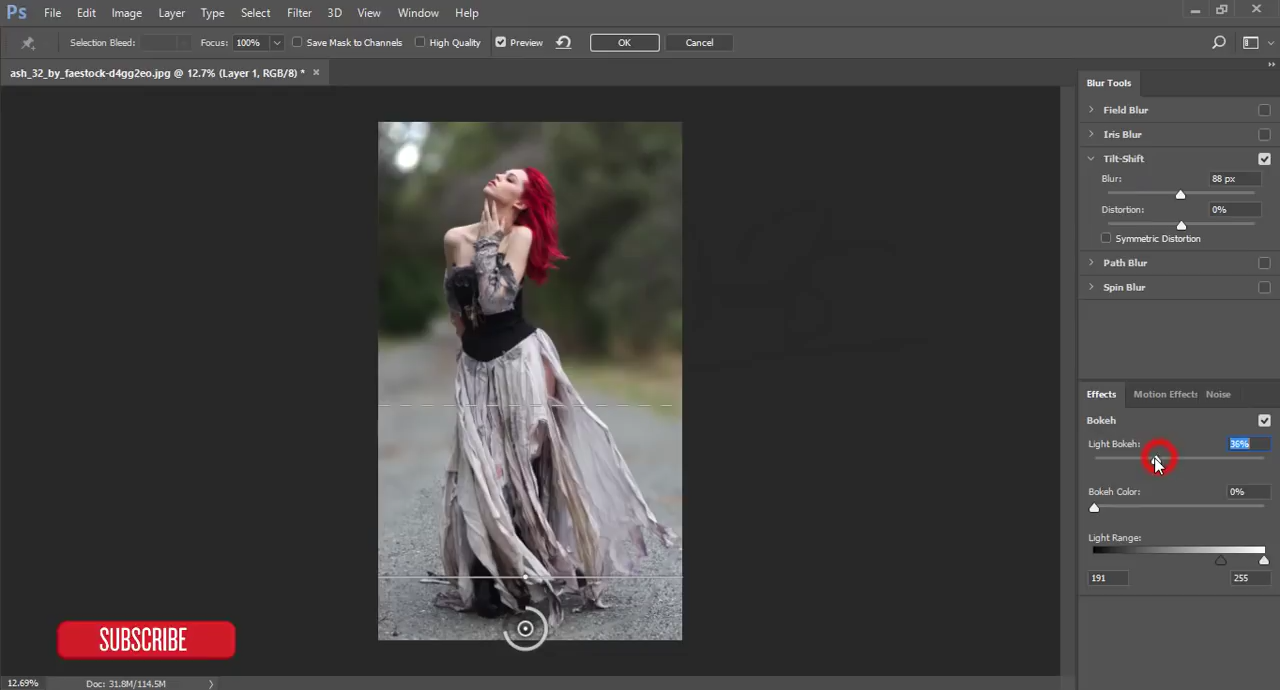 Ps File Edit Image Layer Type Select Filter 3D View Window Help
Selection Bleed: Focus: 100% Save Mask to Channels High Quality Preview OK Cancel
ash_32_by_faestock-d4gg2eo.jpg @ 12.7% (Layer 1, RGB/8) * ×
Blur Tools
Field Blur
Iris Blur
Tilt-Shift
Blur: 88 px
Distortion: 0%
Symmetric Distortion
Path Blur
Spin Blur
Effects Motion Effects Noise
Bokeh
Light Bokeh: 36%
Bokeh Color: 0%
Light Range:
191 255
SUBSCRIBE
12.69% Doc: 31.8M/114.5M